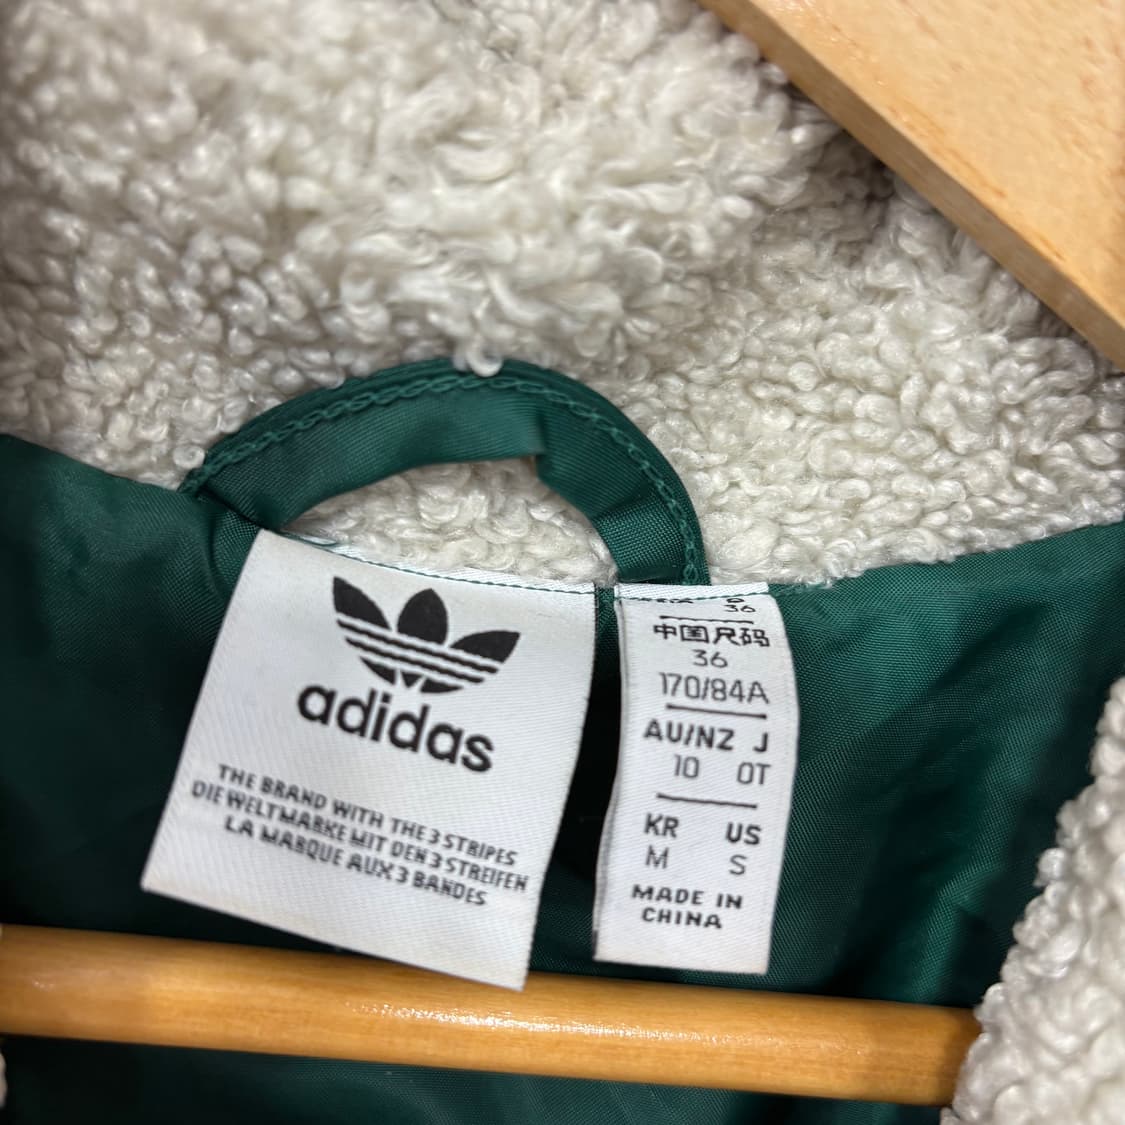 adidas
THE BRAND WITH THE 3 STRIPES
DIE WELTMARKE MIT DEN 3 STREIFEN
LA MARQUE AUX 3 BANDES
36
中国尺码
36
170/84A
AU/NZ J
10 OT
KR US
M S
MADE IN
CHINA